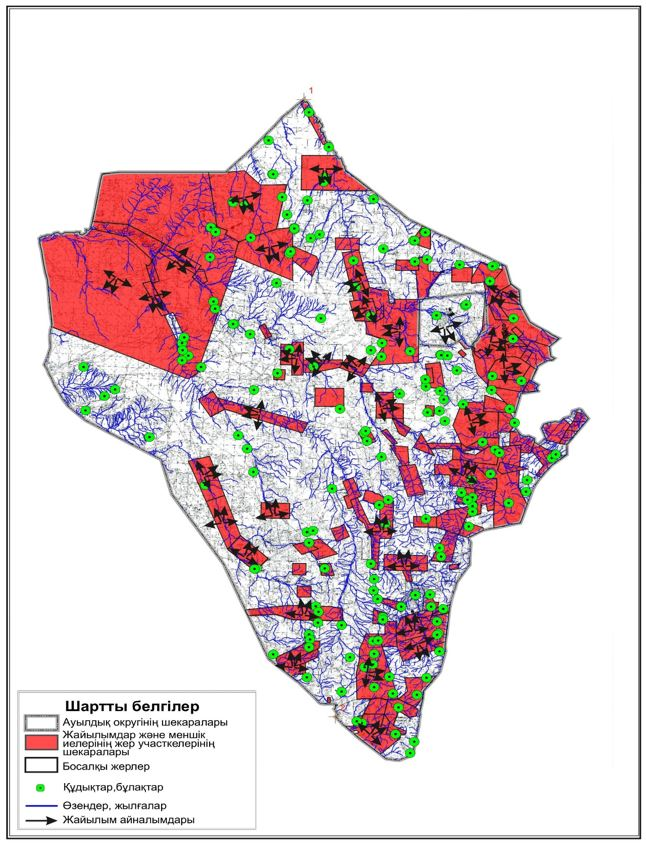 1
2
Шартты белгілер
Ауылдық округінің шекаралары
Жайылымдар және меншік
иелерінің жер участкелерінің
шекаралары
Босалқы жерлер
Құдықтар,бұлақтар
Өзендер, жылғалар
Жайылым айналымдары